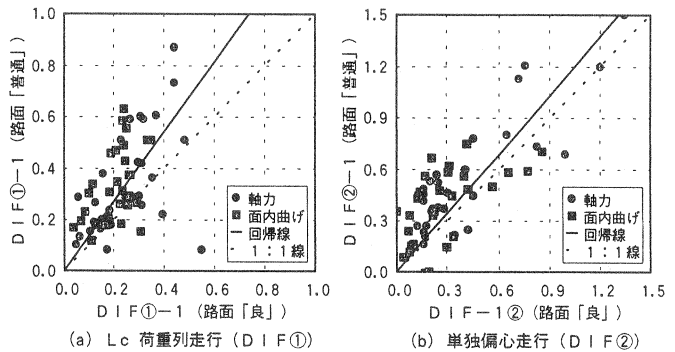 1.0
0.8
0.6
0.4
0.2
0.0
DIF①－1 (路面「普通」)
軸力
面内曲げ
回帰線
1：1線
0.0 0.2 0.4 0.6 0.8 1.0
DIF①－1 (路面「良」)
(a) Lc 荷重列走行 (DIF①)
1.5
1.2
0.9
0.6
0.3
0.0
DIF②－1 (路面「普通」)
軸力
面内曲げ
回帰線
1：1線
0.0 0.3 0.6 0.9 1.2 1.5
DIF－1② (路面「良」)
(b) 単独偏心走行 (DIF②)